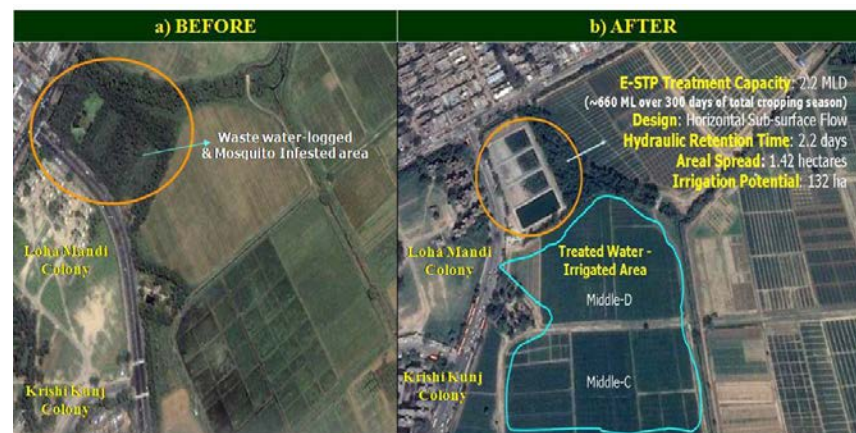 a) BEFORE
Waste water-logged
& Mosquito Infested area
Loha Mandi
Colony
Krishi Kunj
Colony
b) AFTER
E-STP Treatment Capacity: 2.2 MLD
(~660 ML over 300 days of total cropping season)
Design: Horizontal Sub-surface Flow
Hydraulic Retention Time: 2.2 days
Areal Spread: 1.42 hectares
Irrigation Potential: 132 ha
Loha Mandi
Colony
Treated Water -
Irrigated Area
Middle-D
Middle-C
Krishi Kunj
Colony